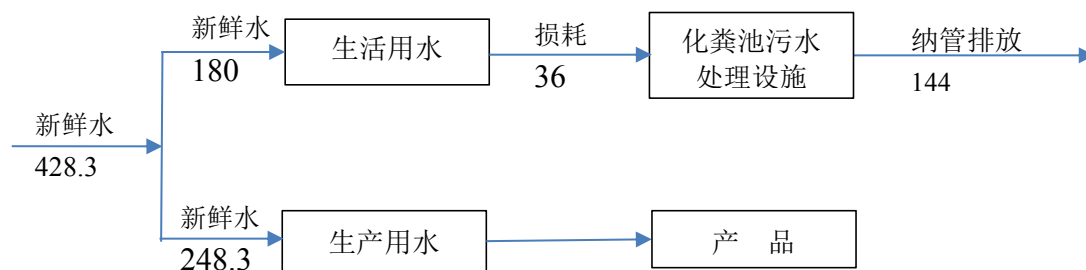 新鲜水
180
生活用水
损耗
36
化粪池污水
处理设施
纳管排放
144
新鲜水
428.3
新鲜水
248.3
生产用水
产 品